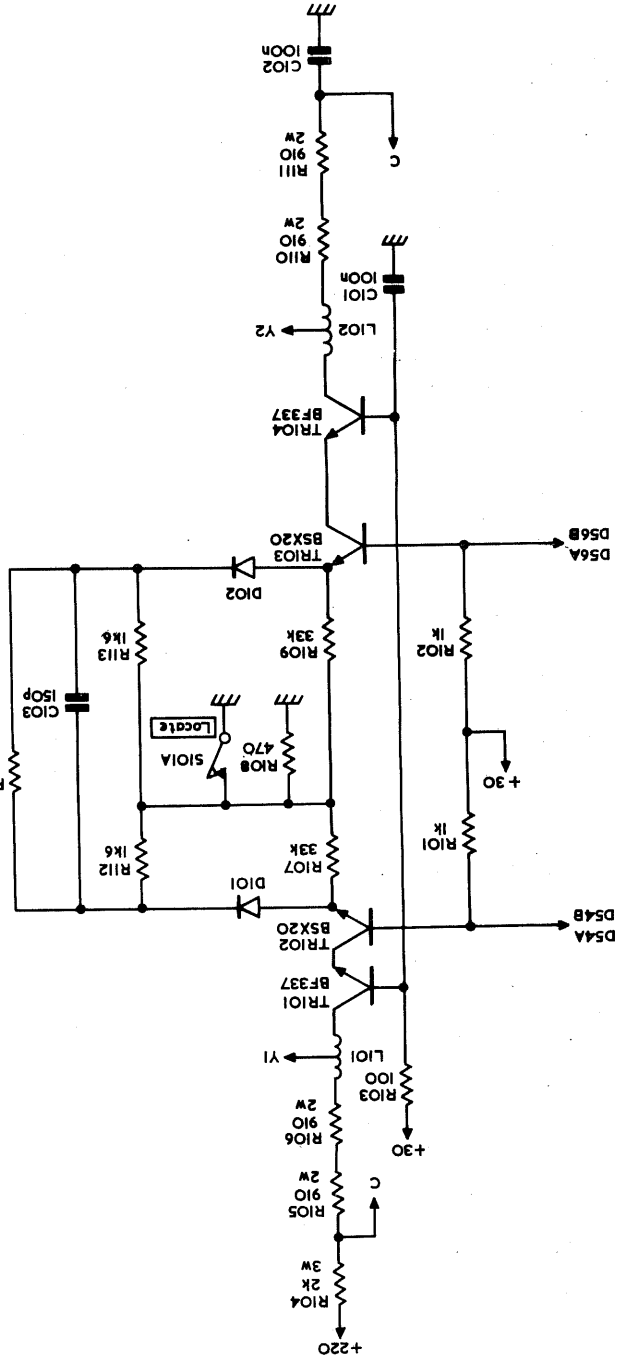 +220
R104
2k
3w
C
R105
910
2w
+30
R106
910
2w
R103
100
Y1
L101
TR101
BF337
TR102
BSX20
D54A
D54B
D101
R112
1k6
R107
33k
R101
1k
R
+30
R108
470
S101A
Locate
C103
150p
R113
1k6
R109
33k
R102
1k
D102
TR103
BSX20
D56A
D56B
TR104
BF337
Y2
L102
C101
100n
R110
910
2w
R111
910
2w
C
C102
100n